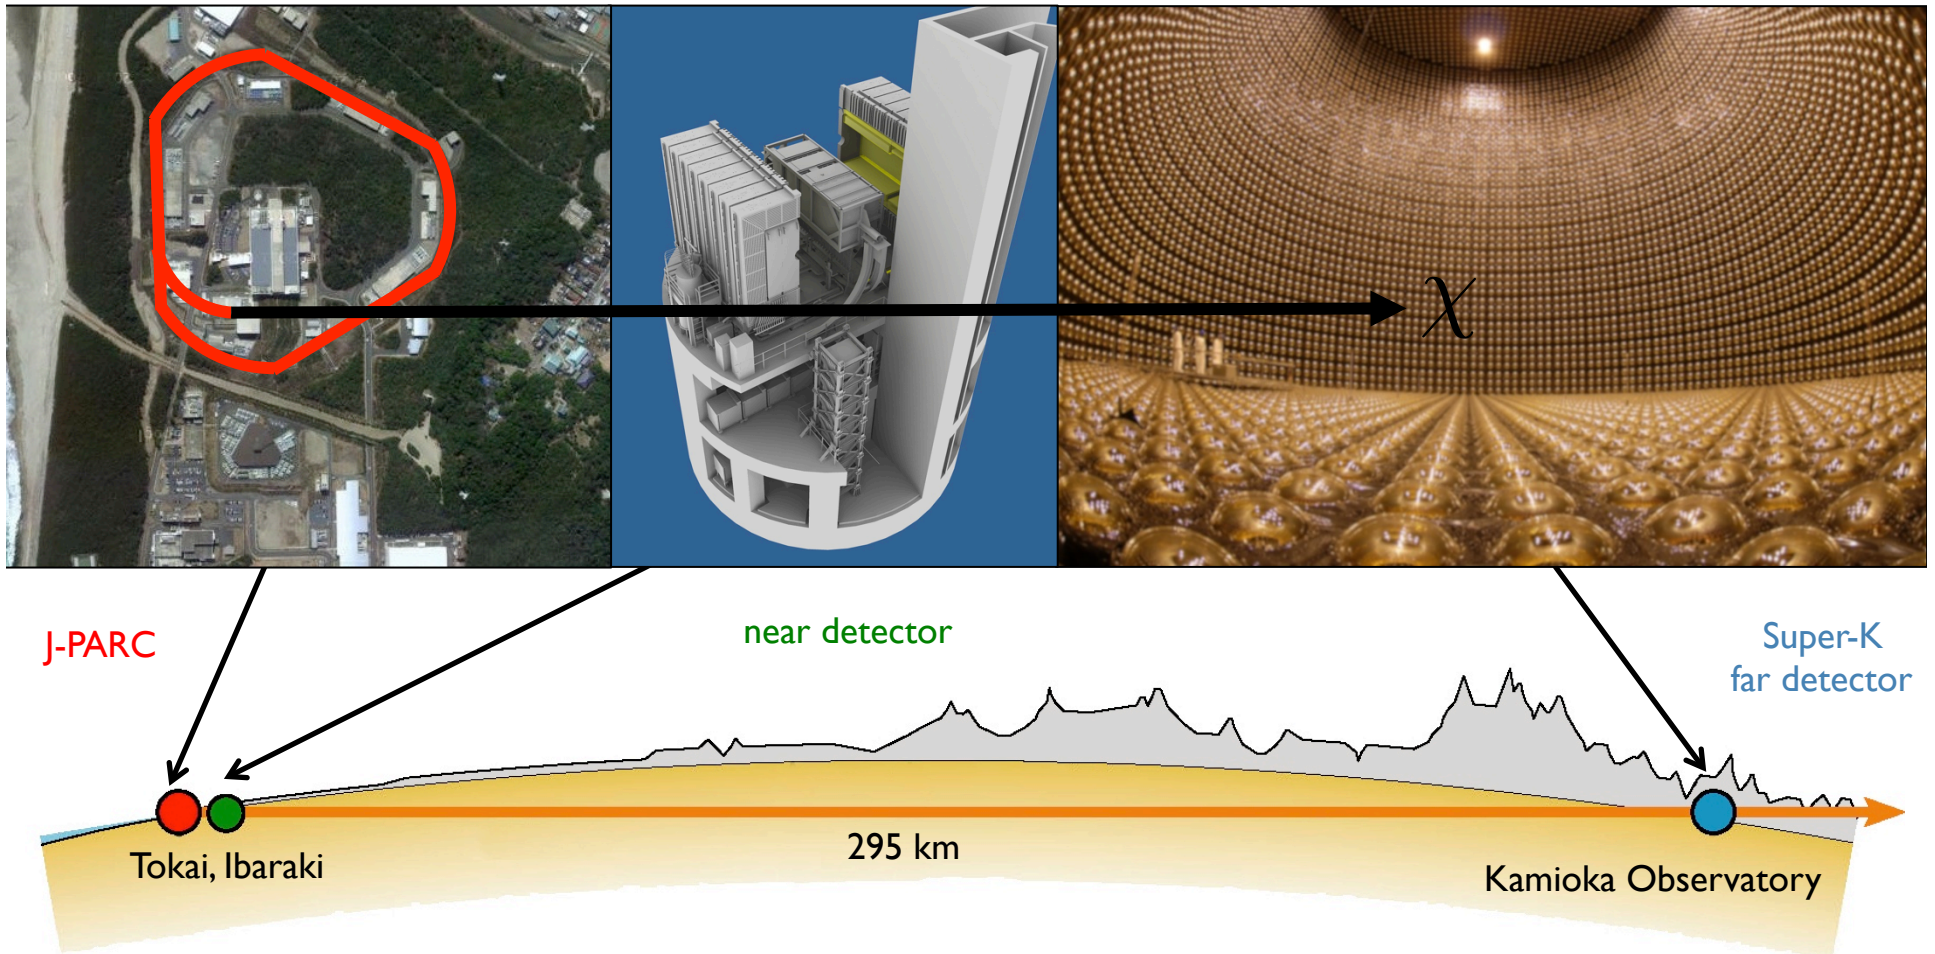 χ
J-PARC
near detector
Super-K
far detector
295 km
Tokai, Ibaraki
Kamioka Observatory